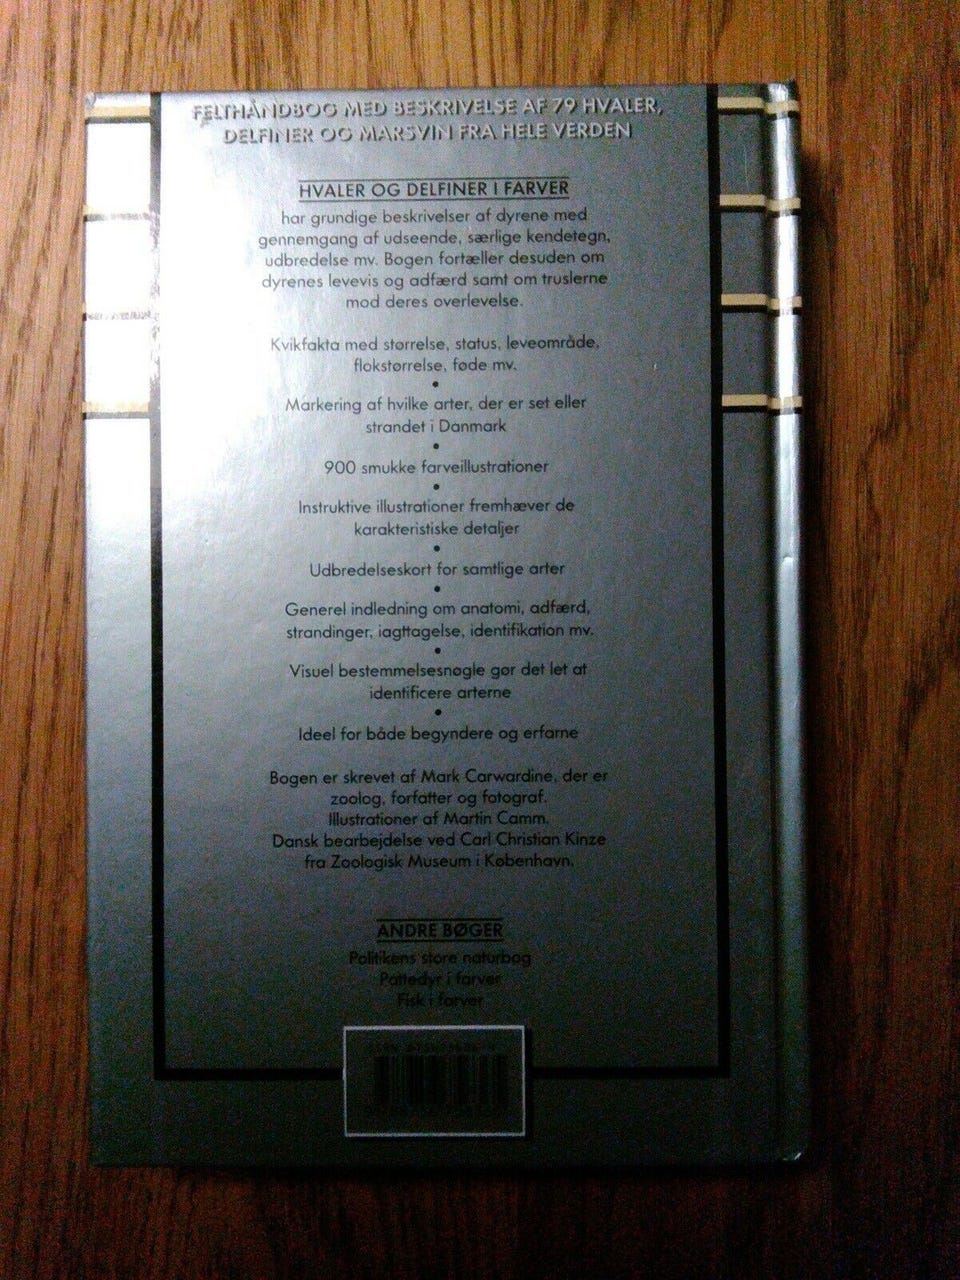 FELTHÅNDBOG MED BESKRIVELSE AF 79 HVALER,
DELFINER OG MARSVIN FRA HELE VERDEN
HVALER OG DELFINER I FARVER
har grundige beskrivelser af dyrene med
gennemgang af udseende, særlige kendetegn,
udbredelse mv. Bogen fortæller desuden om
dyrenes levevis og adfærd samt om truslerne
mod deres overlevelse.
Kvikfakta med størrelse, status, leveområde,
flokstørrelse, føde mv.
•
Markering af hvilke arter, der er set eller
strandet i Danmark
•
900 smukke farveillustrationer
•
Instruktive illustrationer fremhæver de
karakteristiske detaljer
•
Udbredelseskort for samtlige arter
•
Generel indledning om anatomi, adfærd,
strandinger, iagttagelse, identifikation mv.
•
Visuel bestemmelsesnøgle gør det let at
identificere arterne
•
Ideel for både begyndere og erfarne
Bogen er skrevet af Mark Carwardine, der er
zoolog, forfatter og fotograf.
Illustrationer af Martin Camm.
Dansk bearbejdelse ved Carl Christian Kinze
fra Zoologisk Museum i København.
ANDRE BØGER
Politikens store naturbog
Pattedyr i farver
Fisk i farver
ISBN